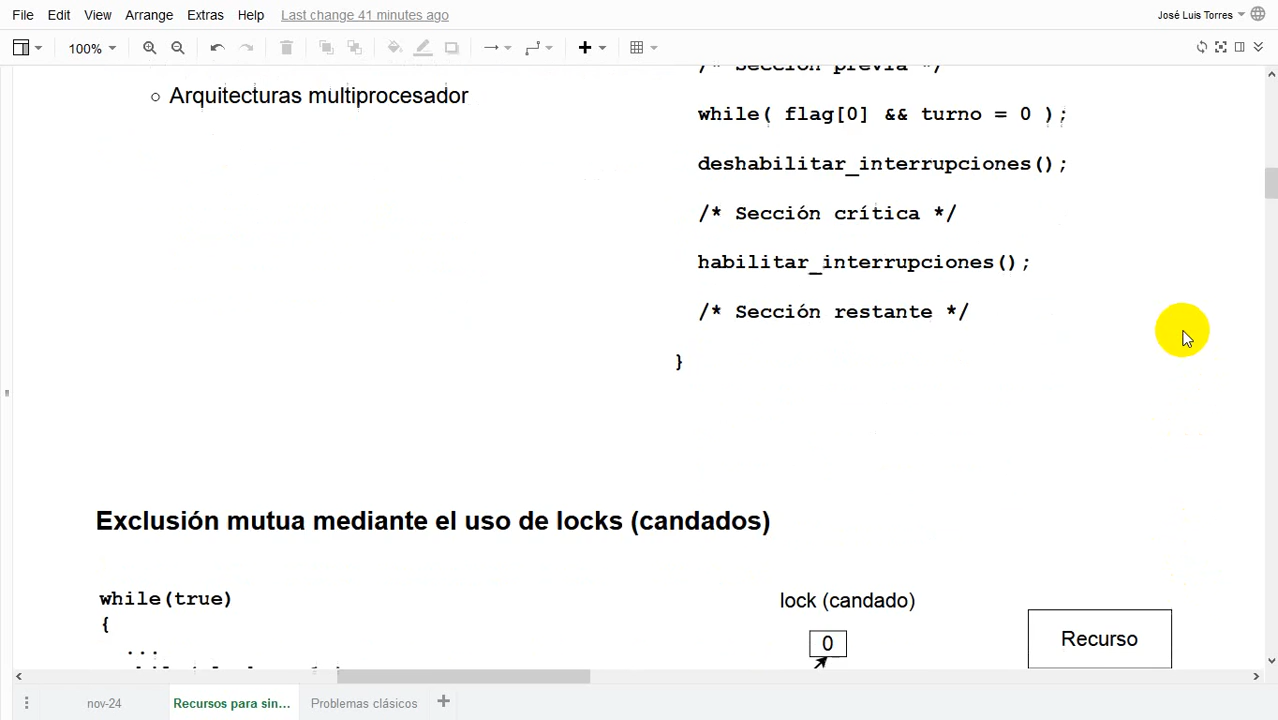 File Edit View Arrange Extras Help Last change 41 minutes ago José Luis Torres
100%
/* Sección previa */
Arquitecturas multiprocesador
while( flag[0] && turno = 0 );
deshabilitar_interrupciones();
/* Sección crítica */
habilitar_interrupciones();
/* Sección restante */
}
Exclusión mutua mediante el uso de locks (candados)
while(true)
{
...
lock (candado)
0
Recurso
nov-24 Recursos para sin... Problemas clásicos